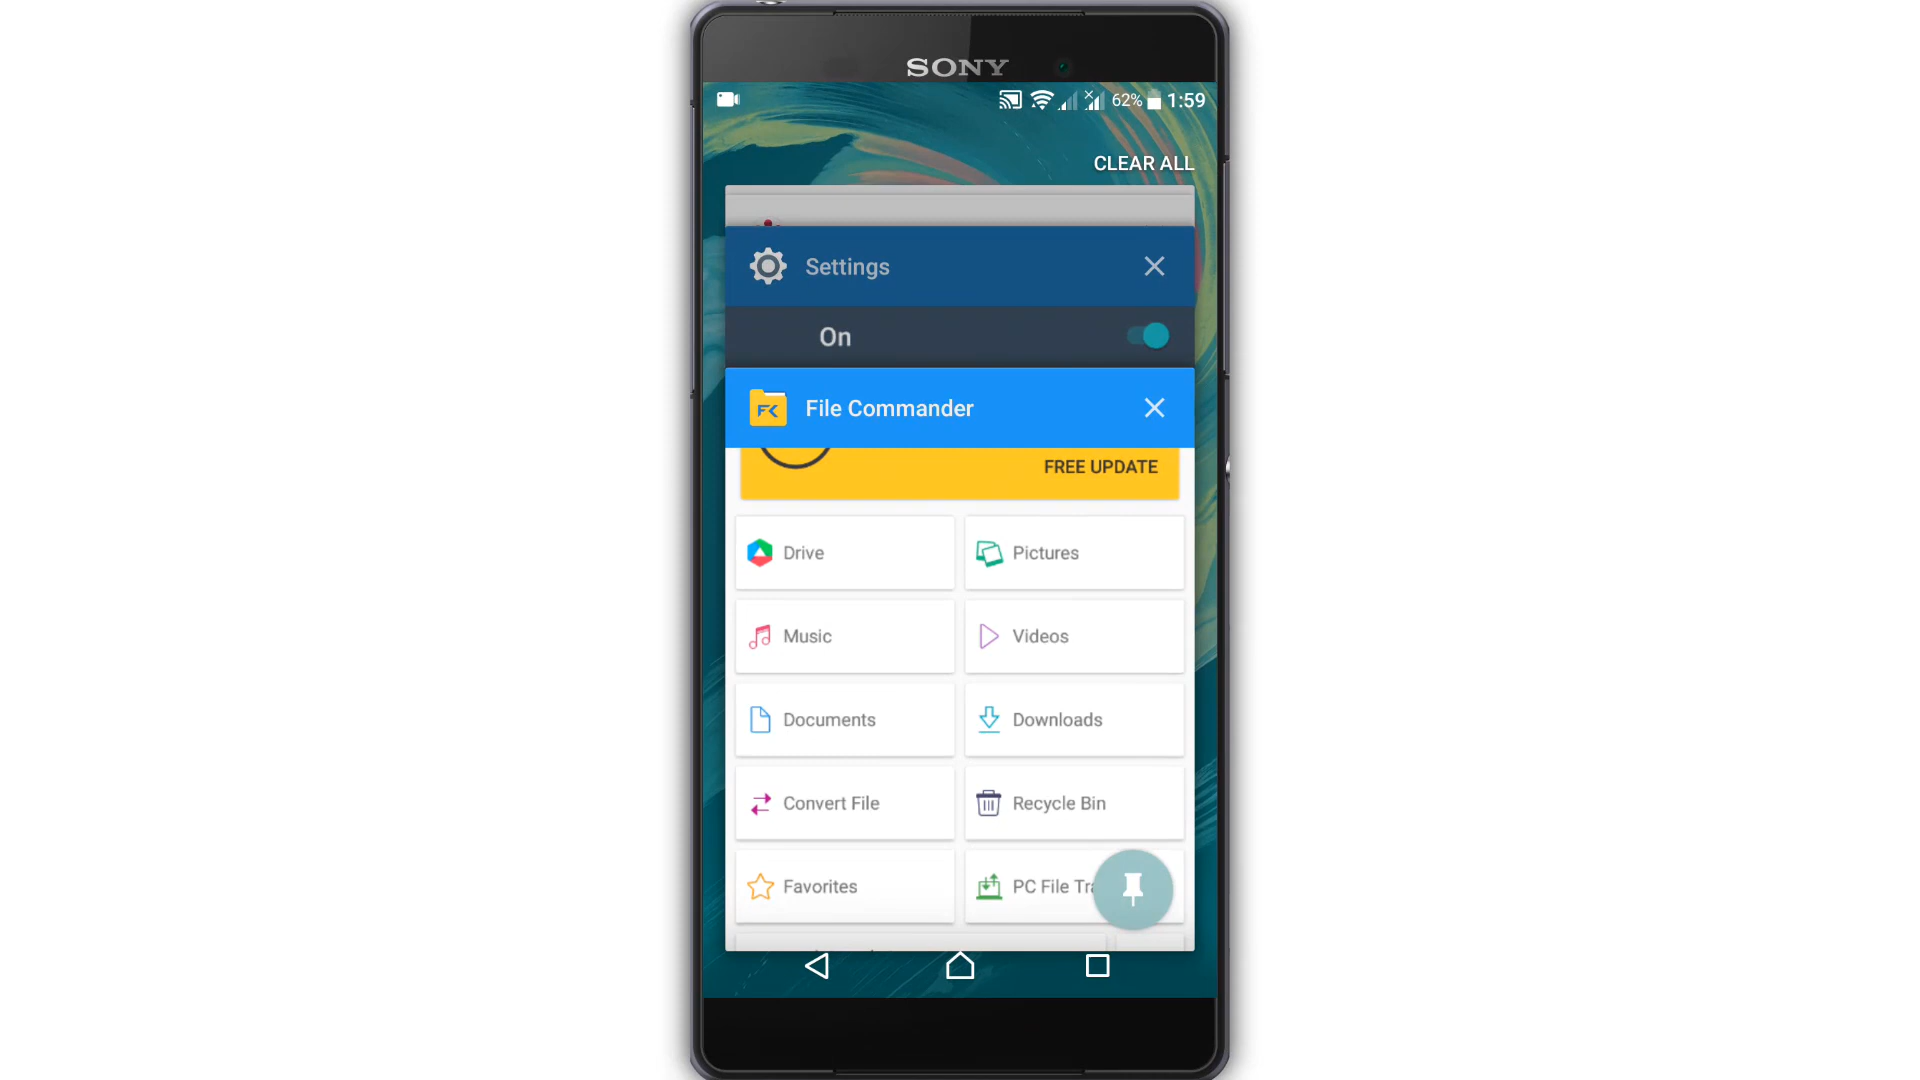 SONY
62% 1:59
CLEAR ALL
Settings
On
File Commander
FREE UPDATE
Drive
Pictures
Music
Videos
Documents
Downloads
Convert File
Recycle Bin
Favorites
PC File